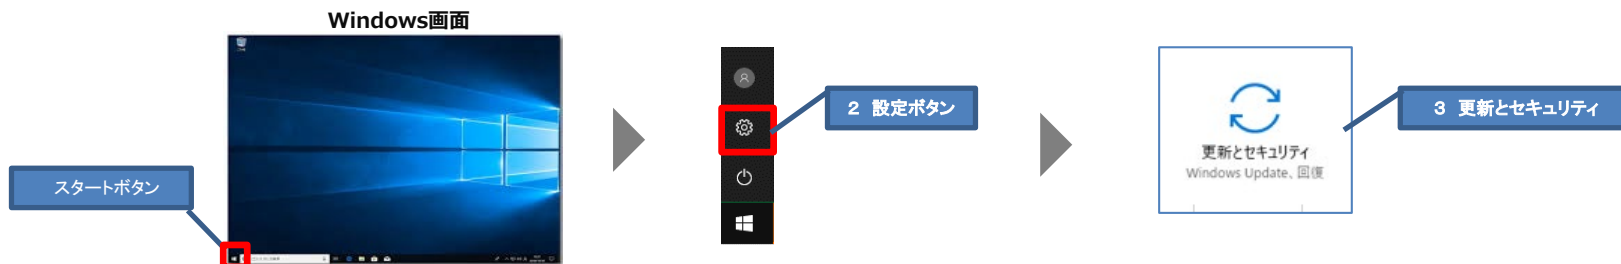 Windows画面
スタートボタン
２ 設定ボタン
更新とセキュリティ
Windows Update、回復
３ 更新とセキュリティ